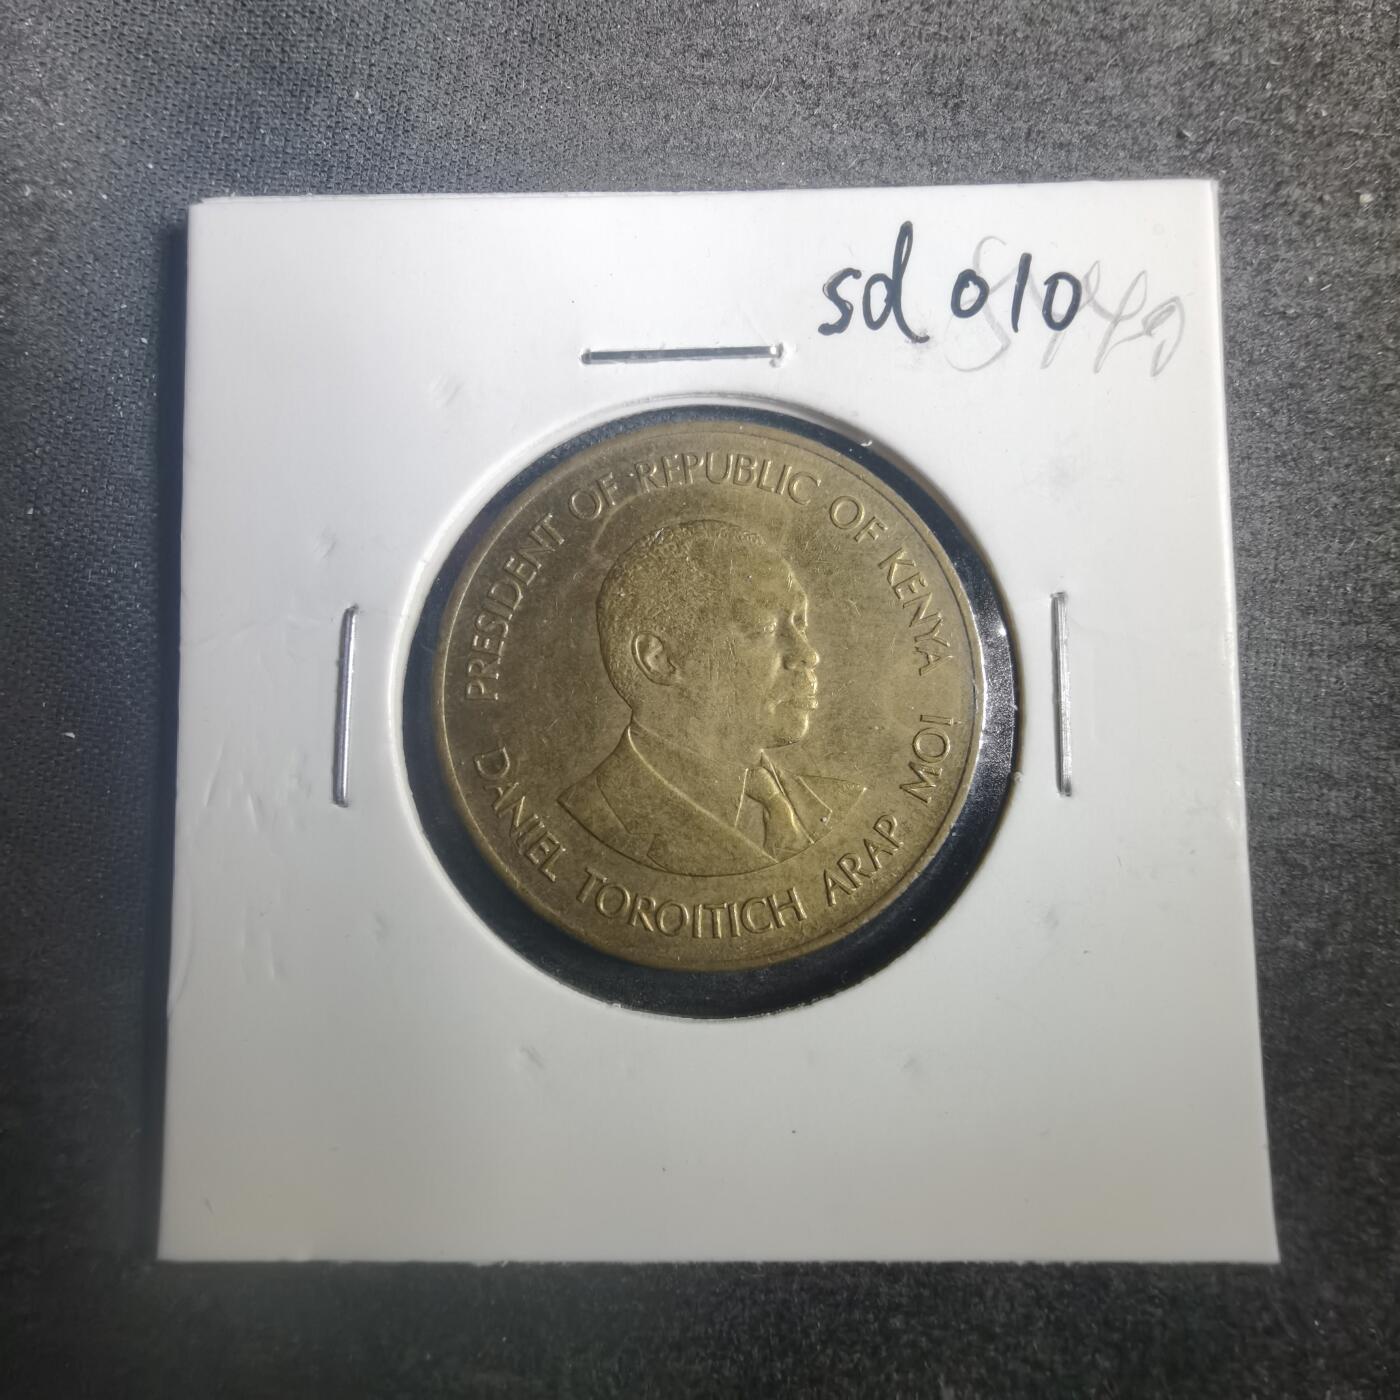 sd 010
PRESIDENT OF REPUBLIC OF KENYA
DANIEL TOROITICH ARAP MOI